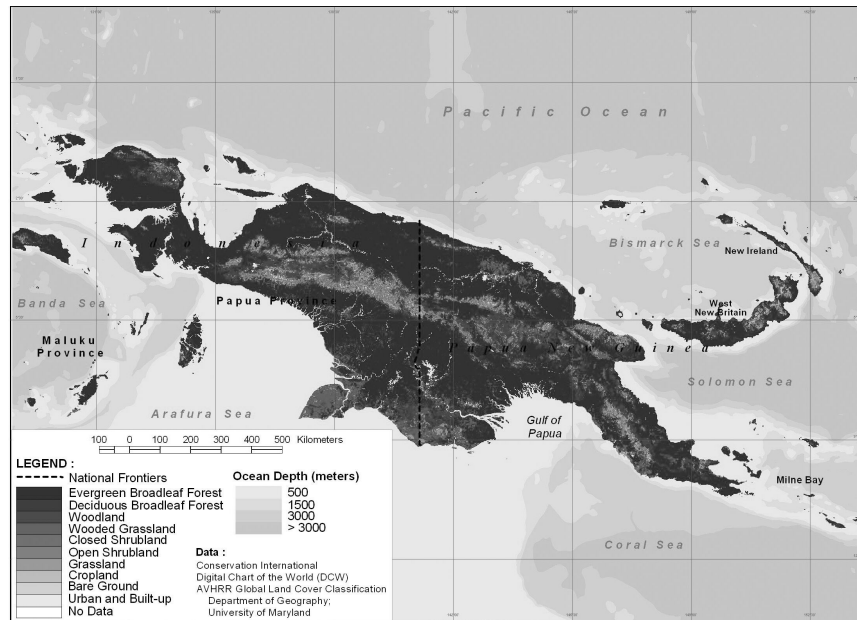 Pacific Ocean
Indonesia
Bismarck Sea
New Ireland
Banda Sea
Papua Province
West
New Britain
Maluku
Province
Papua New Guinea
Solomon Sea
Arafura Sea
Gulf of
Papua
100 0 100 200 300 400 500 Kilometers
LEGEND :
National Frontiers
Evergreen Broadleaf Forest
Deciduous Broadleaf Forest
Woodland
Wooded Grassland
Closed Shrubland
Open Shrubland
Grassland
Cropland
Bare Ground
Urban and Built-up
No Data
Ocean Depth (meters)
500
1500
3000
> 3000
Data :
Conservation International
Digital Chart of the World (DCW)
AVHRR Global Land Cover Classification
Department of Geography;
University of Maryland
Milne Bay
Coral Sea